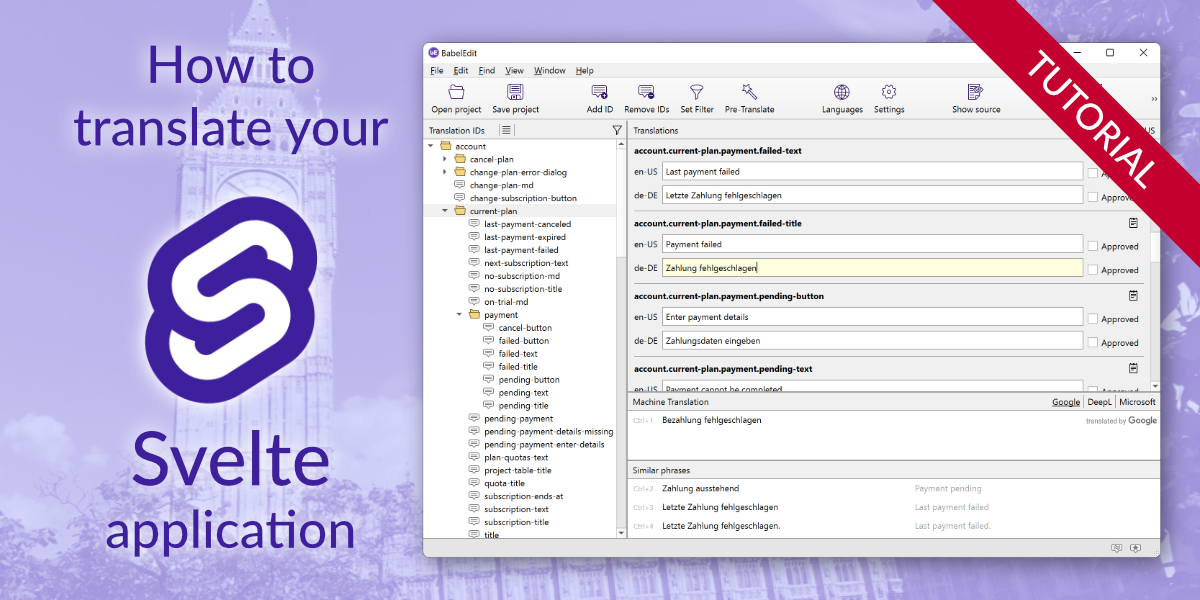 How to
translate your
Svelte
application
TUTORIAL
BabelEdit
File Edit Find View Window Help
Open project Save project Add ID Remove IDs Set Filter Pre-Translate Languages Settings Show source
Translation IDs
account
cancel-plan
change-plan-error-dialog
change-plan-md
change-subscription-button
current-plan
last-payment-canceled
last-payment-expired
last-payment-failed
next-subscription-text
no-subscription-md
no-subscription-title
on-trial-md
payment
cancel-button
failed-button
failed-text
failed-title
pending-button
pending-text
pending-title
pending-payment
pending-payment-details-missing
pending-payment-enter-details
plan-quotas-text
project-table-title
quota-title
subscription-ends-at
subscription-text
subscription-title
title
Translations
account.current-plan.payment.failed-text
en-US Last payment failed
de-DE Letzte Zahlung fehlgeschlagen
account.current-plan.payment.failed-title
en-US Payment failed Approved
de-DE Zahlung fehlgeschlagen Approved
account.current-plan.payment.pending-button
en-US Enter payment details Approved
de-DE Zahlungsdaten eingeben Approved
account.current-plan.payment.pending-text
en-US Payment cannot be completed
Machine Translation Google DeepL Microsoft
Ctrl+1 Bezahlung fehlgeschlagen translated by Google
Similar phrases
Ctrl+2 Zahlung ausstehend Payment pending
Ctrl+3 Letzte Zahlung fehlgeschlagen Last payment failed
Ctrl+4 Letzte Zahlung fehlgeschlagen. Last payment failed.